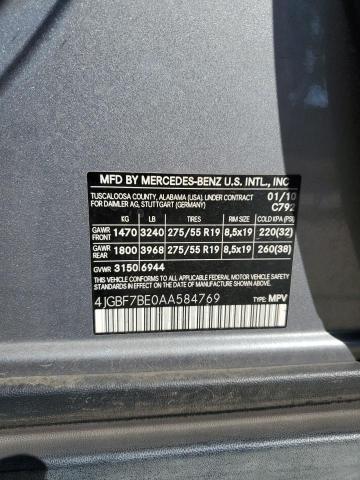 MFD BY MERCEDES-BENZ U.S. INTL., INC
TUSCALOOSA COUNTY, ALABAMA (USA) UNDER CONTRACT 01/10
FOR DAIMLER AG, STUTTGART (GERMANY) C792
KG LB TIRES RIM SIZE COLD KPA (PSI)
GAWR FRONT 1470 3240 275/55 R19 8,5x19 220(32)
GAWR REAR 1800 3968 275/55 R19 8,5x19 260(38)
GVWR 3150 6944
THIS VEHICLE CONFORMS TO ALL APPLICABLE FEDERAL
MOTOR VEHICLE SAFETY STANDARDS IN EFFECT ON THE
DATE OF MANUFACTURE SHOWN ABOVE.
4JGBF7BE0AA584769 TYPE: MPV